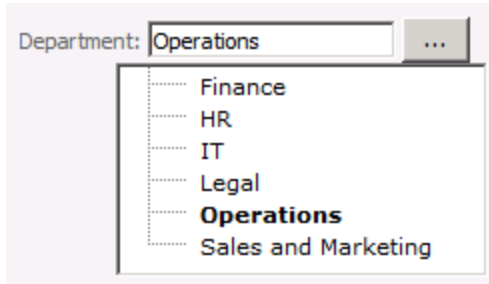 Department: Operations ...
Finance
HR
IT
Legal
Operations
Sales and Marketing